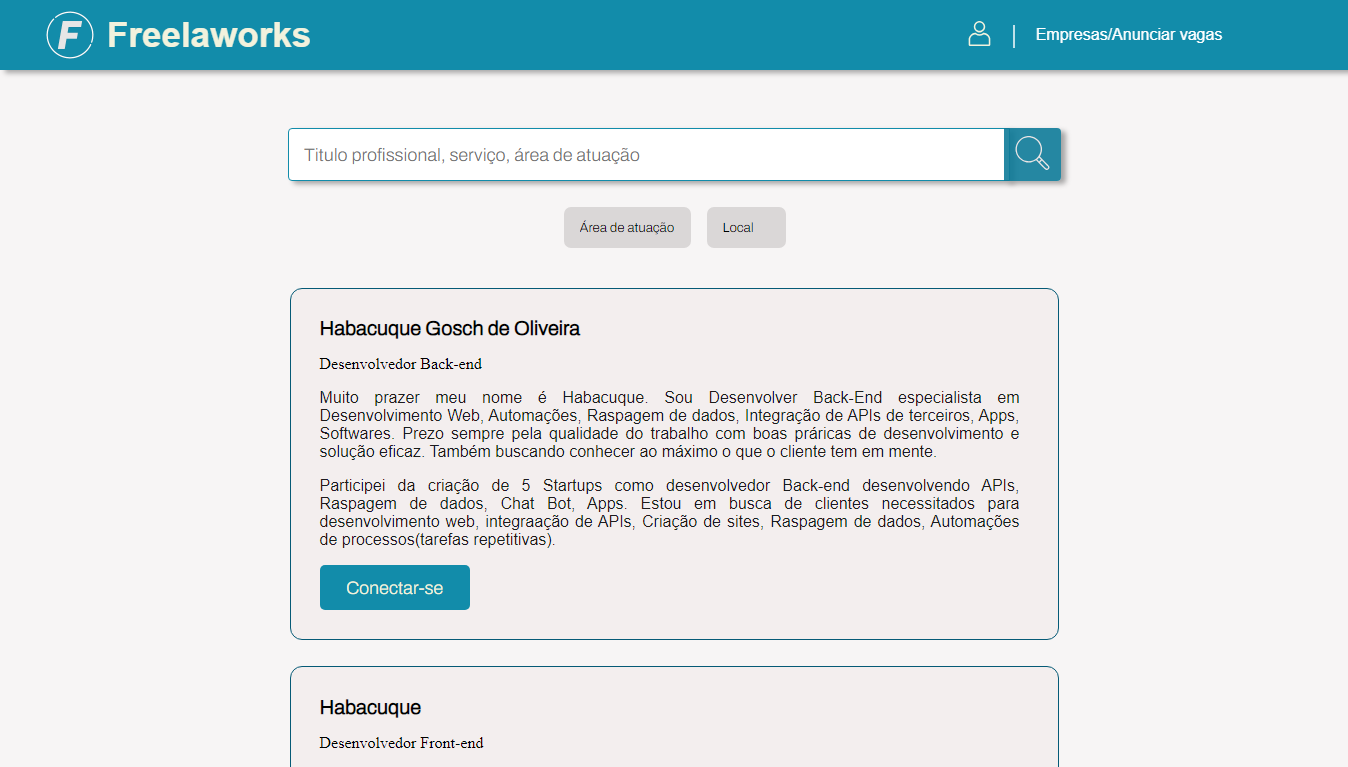 F Freelaworks
Empresas/Anunciar vagas
Titulo profissional, serviço, área de atuação
Área de atuação Local
Habacuque Gosch de Oliveira
Desenvolvedor Back-end
Muito prazer meu nome é Habacuque. Sou Desenvolver Back-End especialista em
Desenvolvimento Web, Automações, Raspagem de dados, Integração de APIs de terceiros, Apps,
Softwares. Prezo sempre pela qualidade do trabalho com boas práricas de desenvolvimento e
solução eficaz. Também buscando conhecer ao máximo o que o cliente tem em mente.
Participei da criação de 5 Startups como desenvolvedor Back-end desenvolvendo APIs,
Raspagem de dados, Chat Bot, Apps. Estou em busca de clientes necessitados para
desenvolvimento web, integraação de APIs, Criação de sites, Raspagem de dados, Automações
de processos(tarefas repetitivas).
Conectar-se
Habacuque
Desenvolvedor Front-end